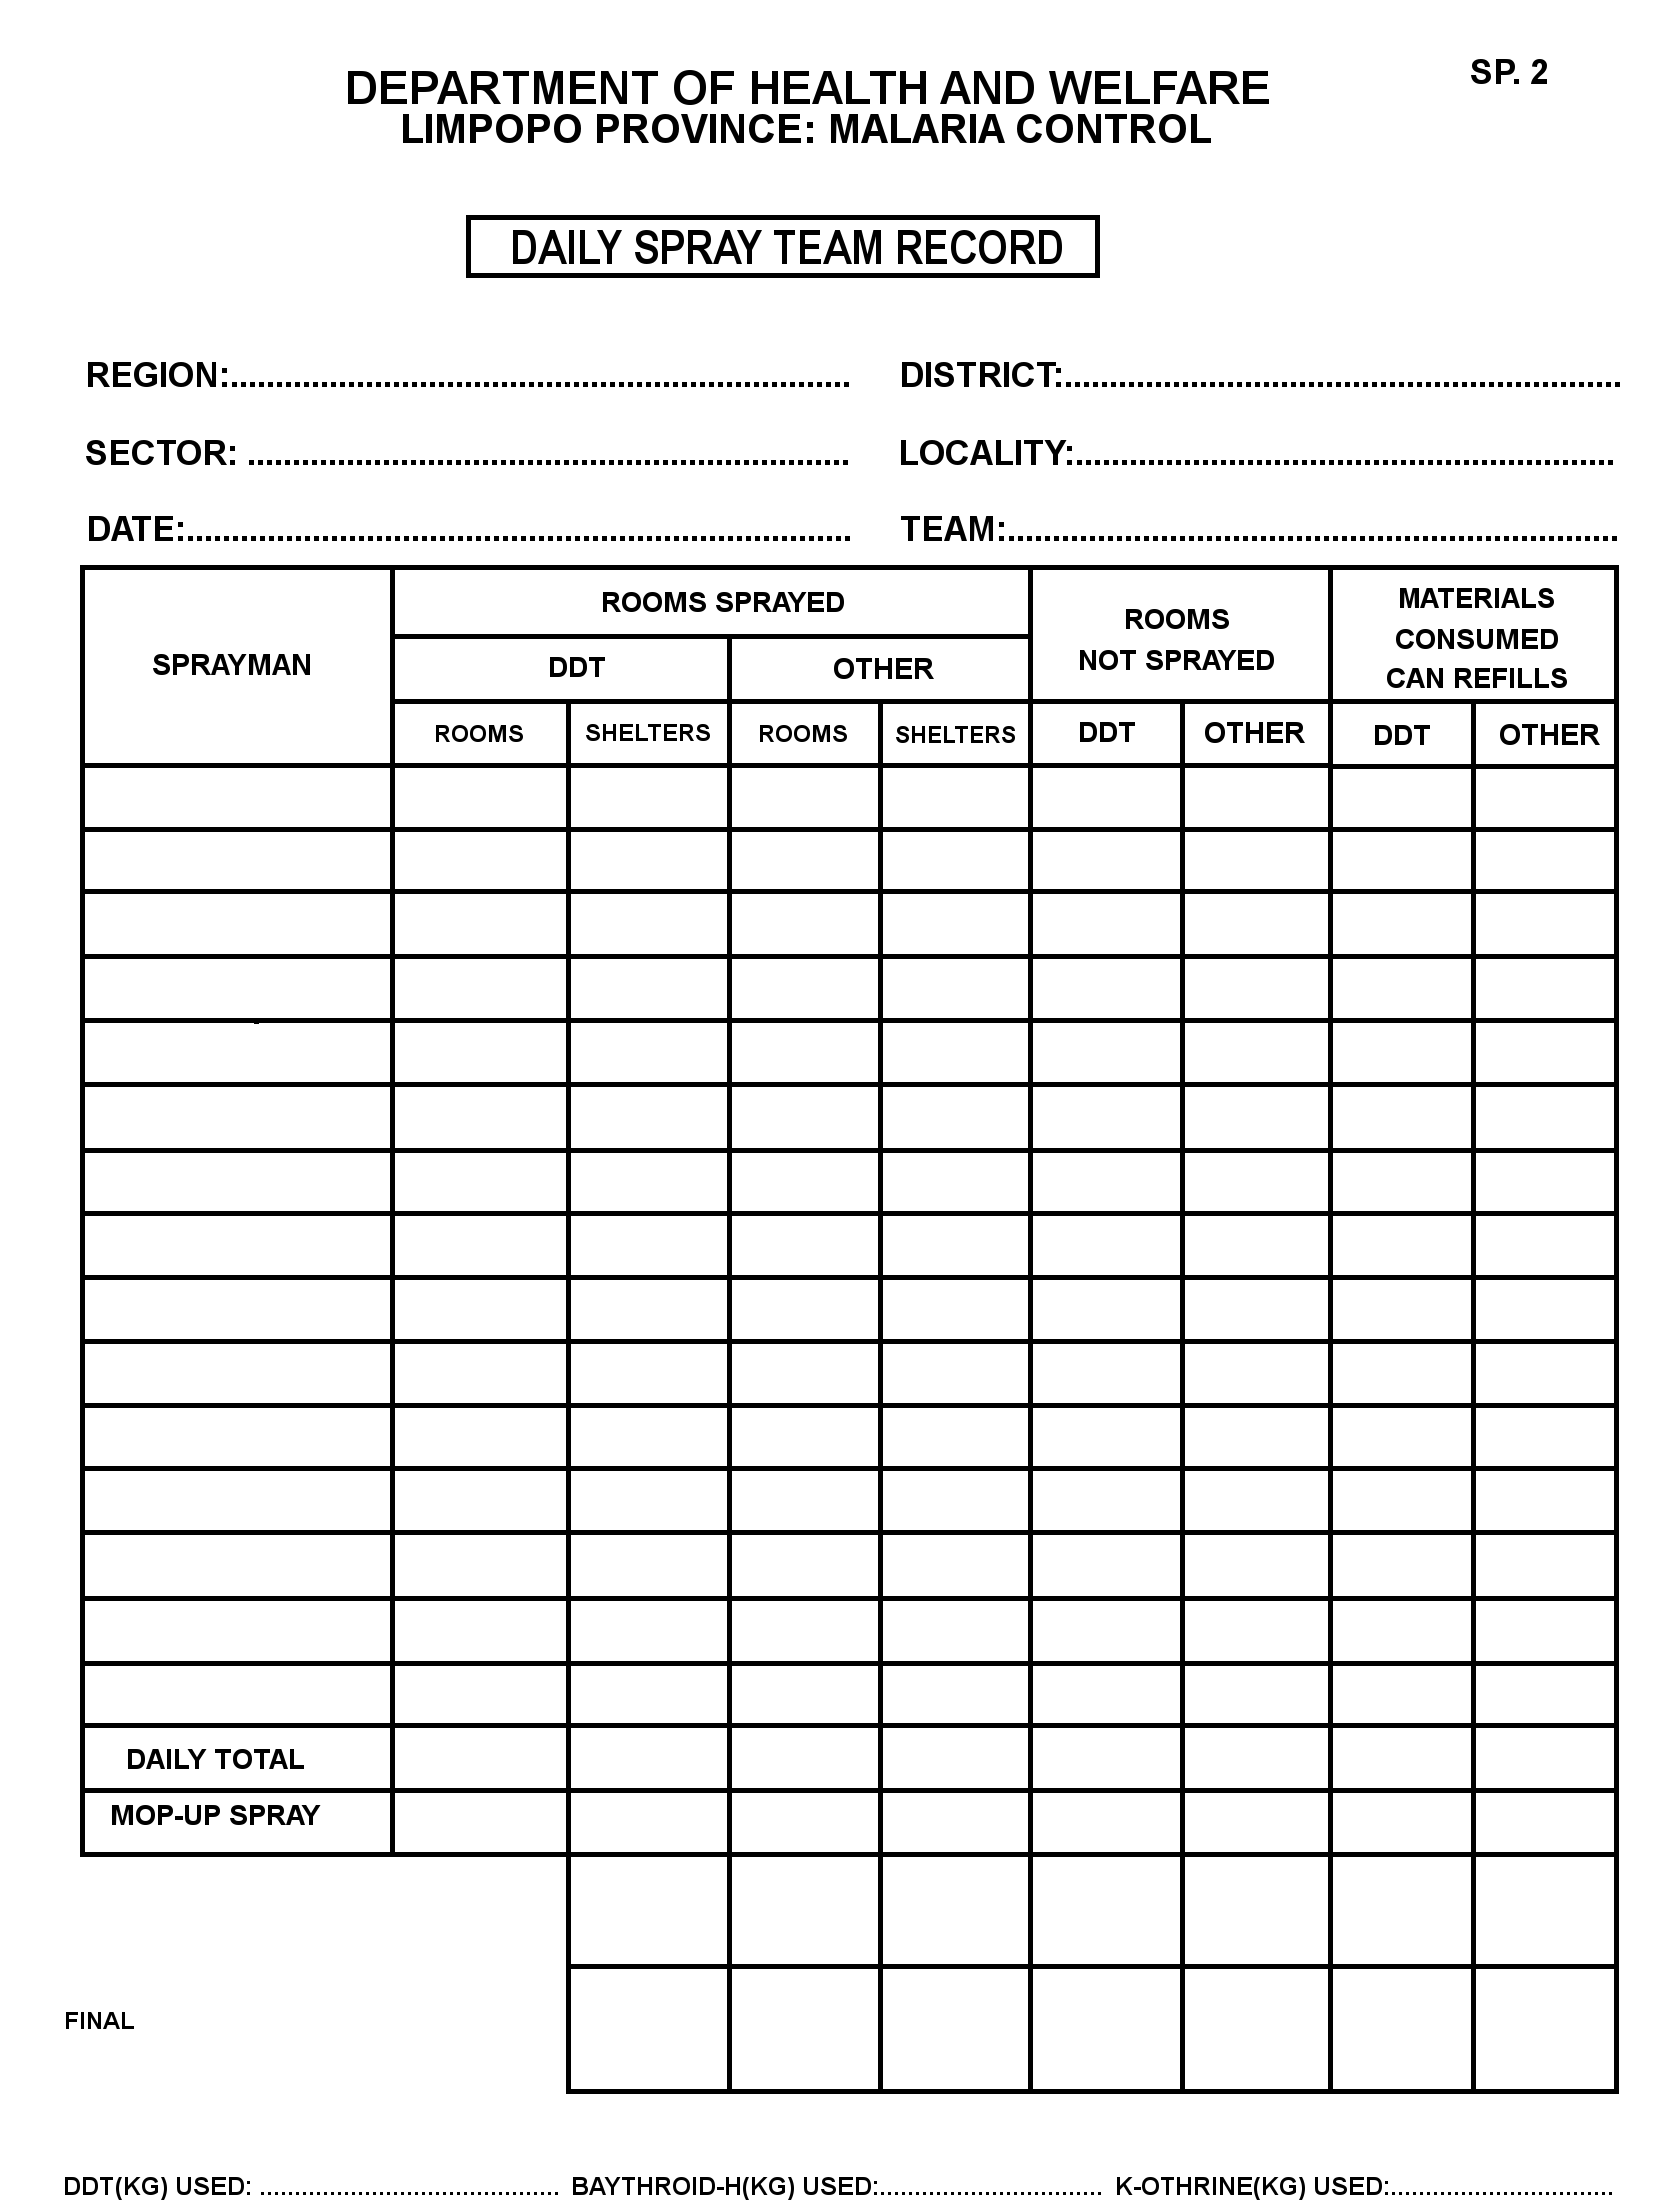 SP. 2
DEPARTMENT OF HEALTH AND WELFARE
LIMPOPO PROVINCE: MALARIA CONTROL
DAILY SPRAY TEAM RECORD
REGION:..................................................................... DISTRICT:..............................................................
SECTOR: ................................................................... LOCALITY:............................................................
DATE:.......................................................................... TEAM:....................................................................
SPRAYMAN
ROOMS SPRAYED
ROOMS
NOT SPRAYED
MATERIALS
CONSUMED
CAN REFILLS
DDT OTHER
ROOMS SHELTERS ROOMS SHELTERS DDT OTHER DDT OTHER
DAILY TOTAL
MOP-UP SPRAY
FINAL
DDT(KG) USED: ........................................... BAYTHROID-H(KG) USED:................................ K-OTHRINE(KG) USED:................................